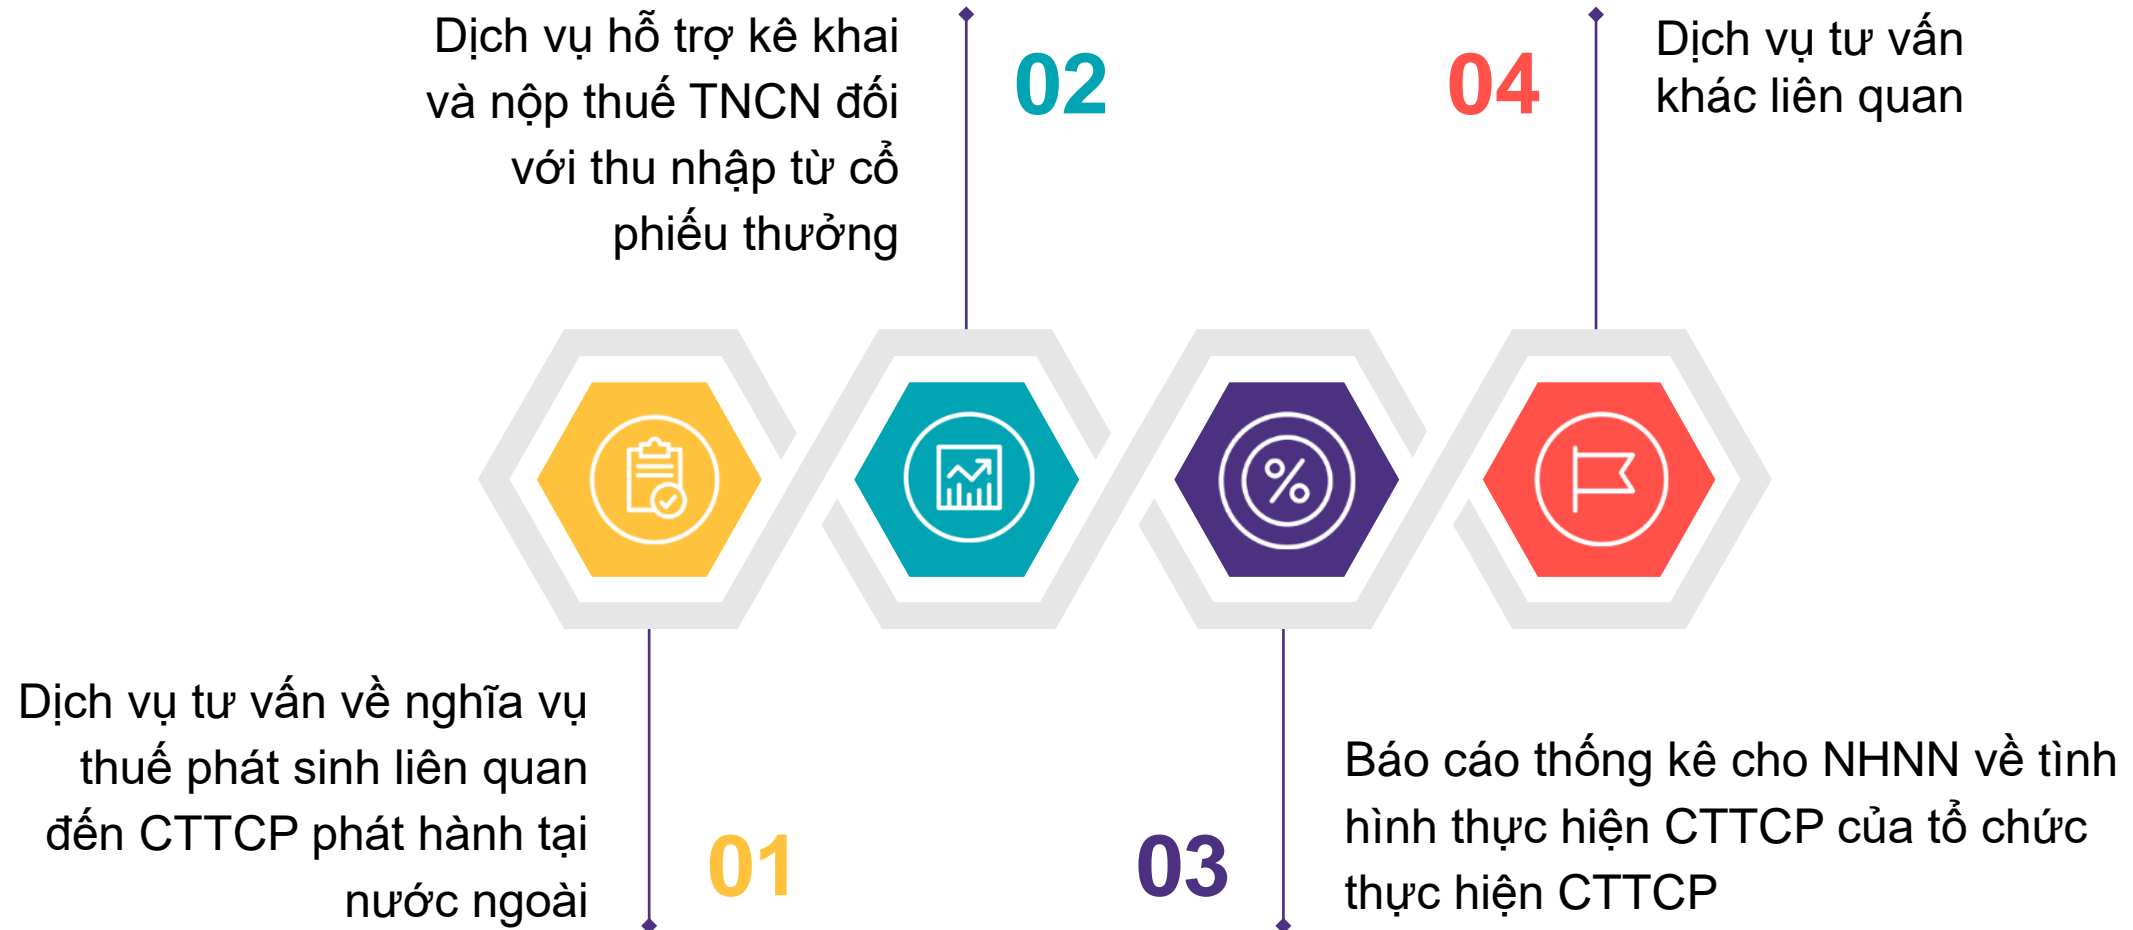 Dịch vụ hỗ trợ kê khai
và nộp thuế TNCN đối
với thu nhập từ cổ
phiếu thưởng
02
04
Dịch vụ tư vấn
khác liên quan
%
Dịch vụ tư vấn về nghĩa vụ
thuế phát sinh liên quan
đến CTTCP phát hành tại
nước ngoài
01
03
Báo cáo thống kê cho NHNN về tình
hình thực hiện CTTCP của tổ chức
thực hiện CTTCP